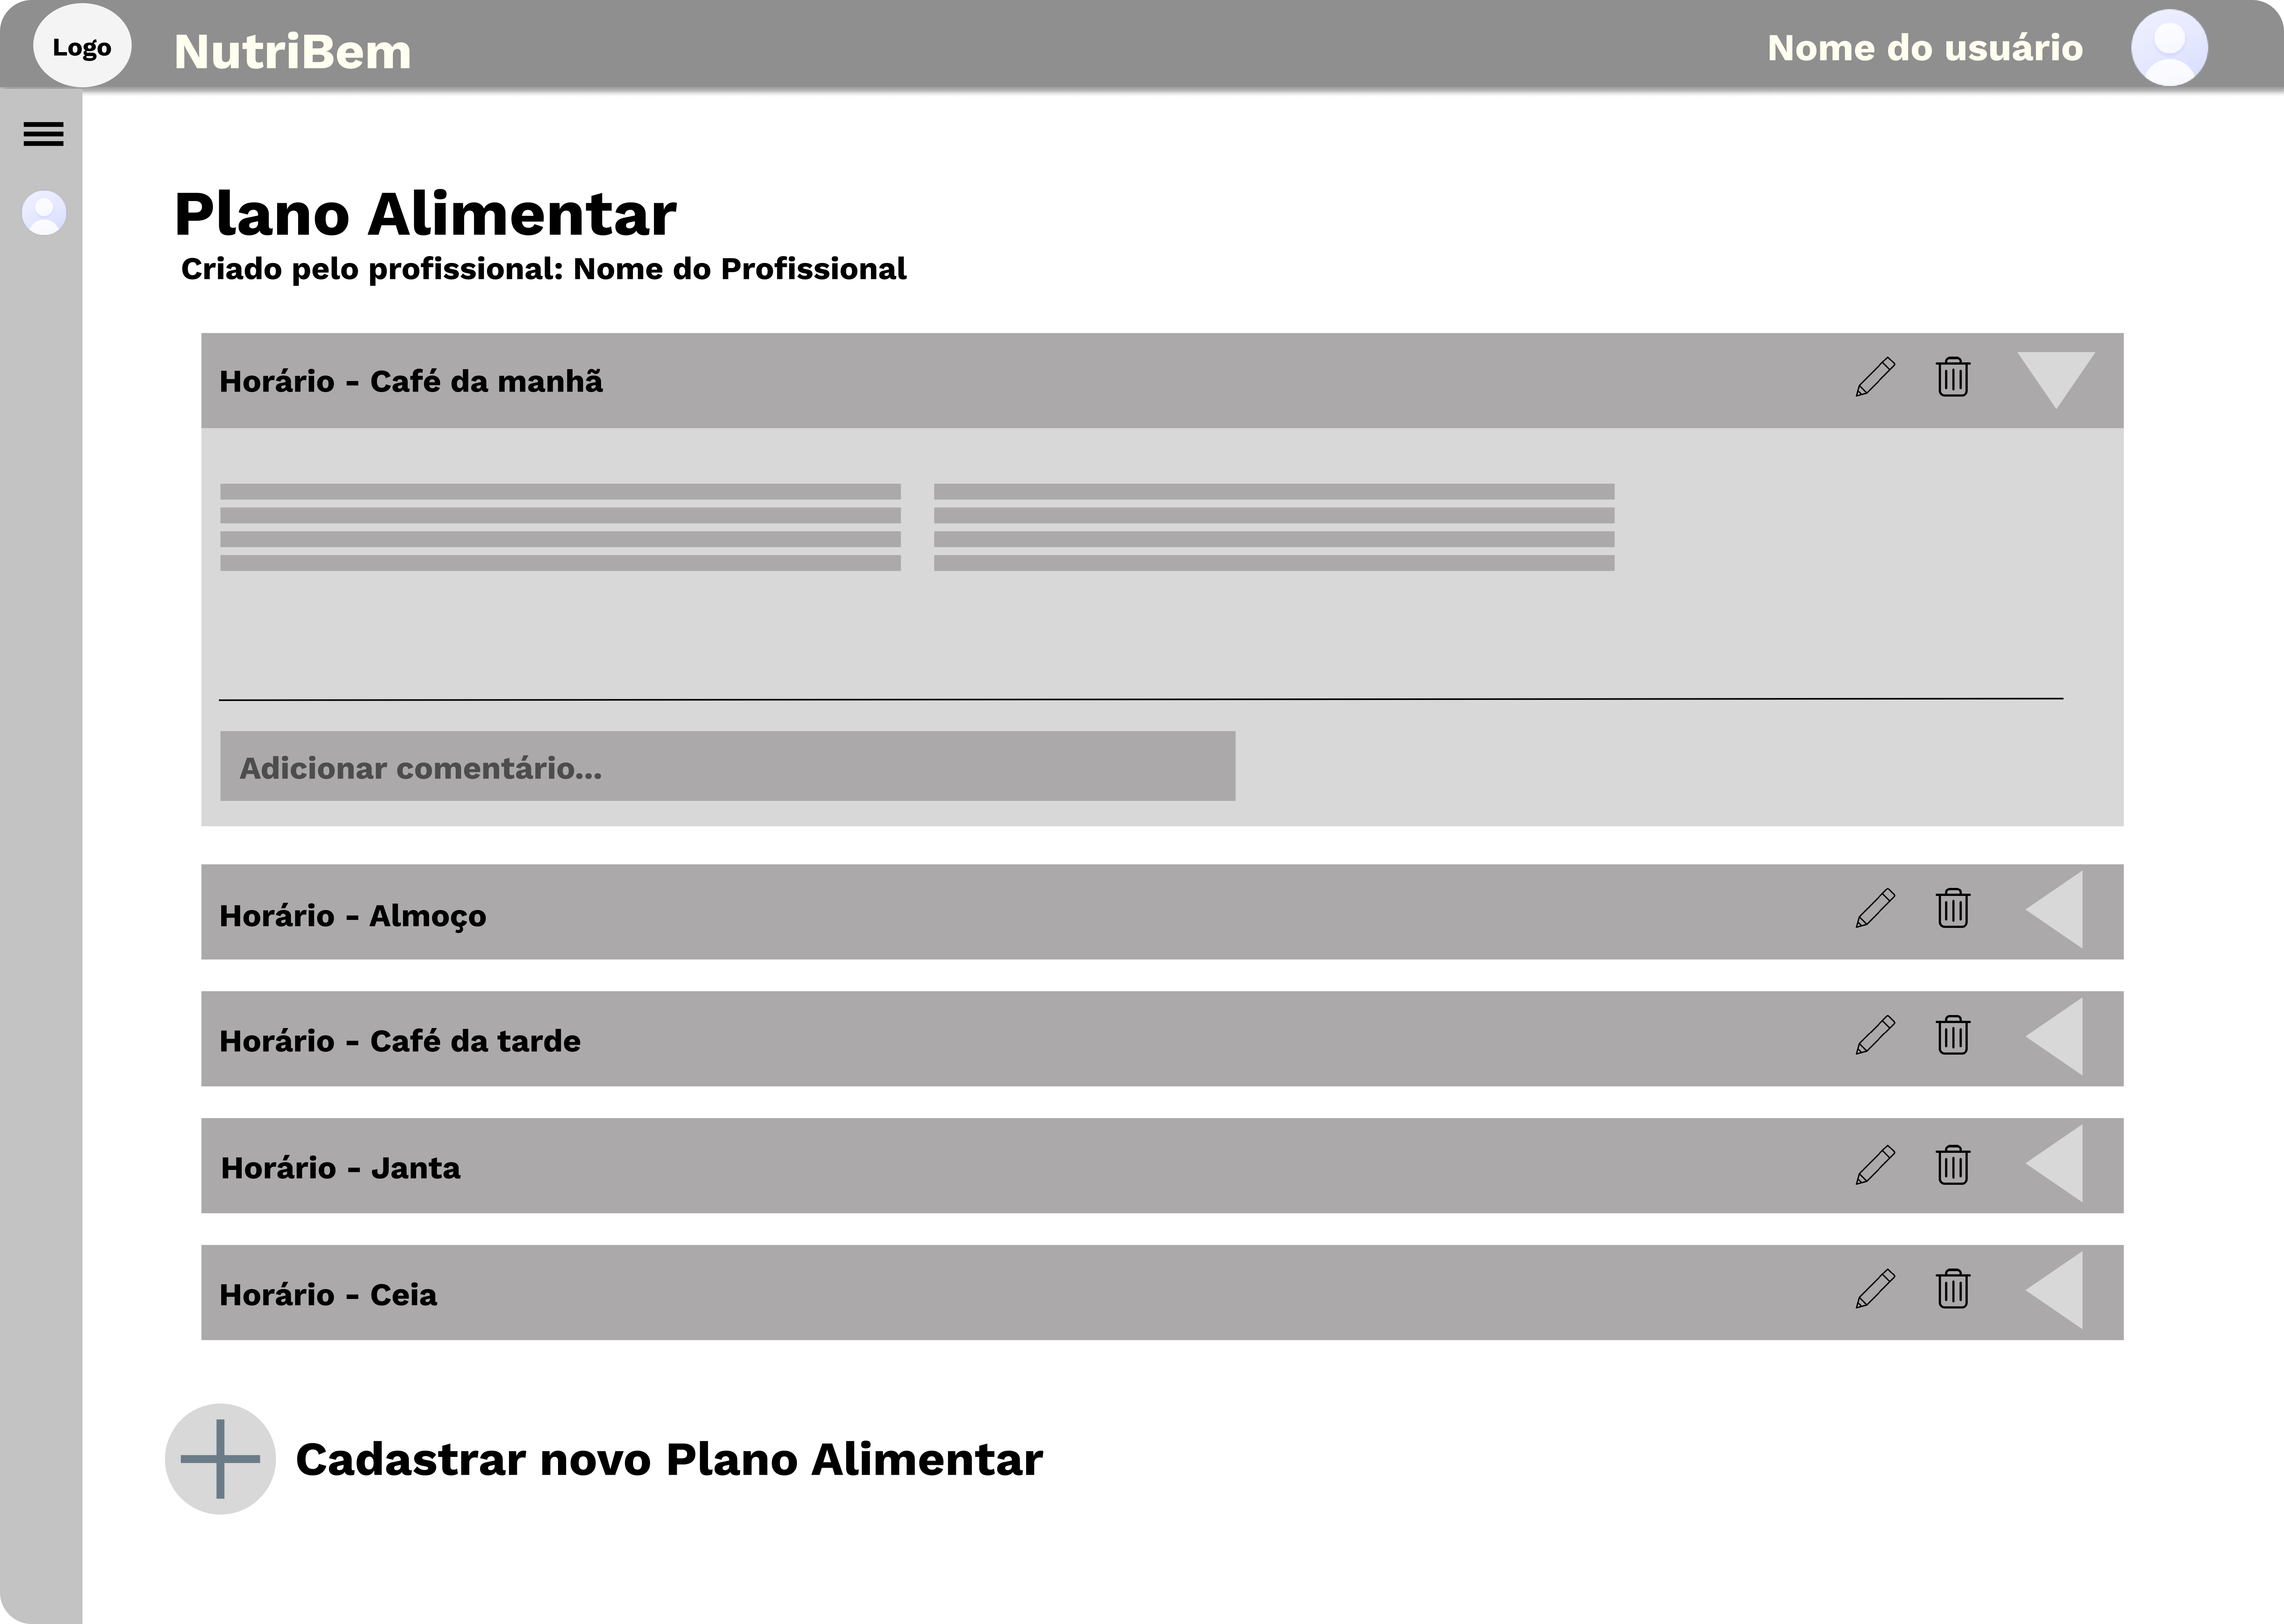 Logo
NutriBem
Nome do usuário
Plano Alimentar
Criado pelo profissional: Nome do Profissional
Horário - Café da manhã
Adicionar comentário...
Horário - Almoço
Horário - Café da tarde
Horário - Janta
Horário - Ceia
Cadastrar novo Plano Alimentar